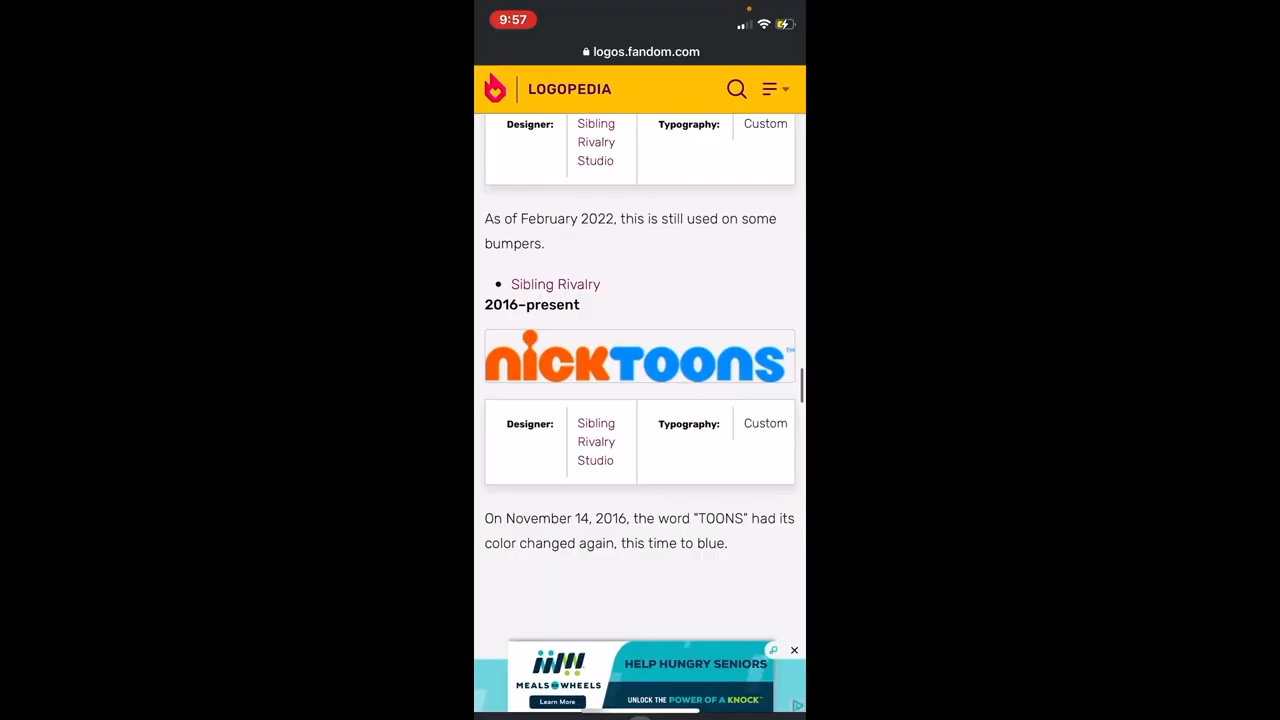 9:57
logos.fandom.com
LOGOPEDIA
Designer:
Sibling
Rivalry
Studio
Typography:
Custom
As of February 2022, this is still used on some
bumpers.
Sibling Rivalry
2016–present
nickTOONS™
Designer:
Sibling
Rivalry
Studio
Typography:
Custom
On November 14, 2016, the word "TOONS" had its
color changed again, this time to blue.
HELP HUNGRY SENIORS
MEALS ON WHEELS
Learn More
UNLOCK THE POWER OF A KNOCK™